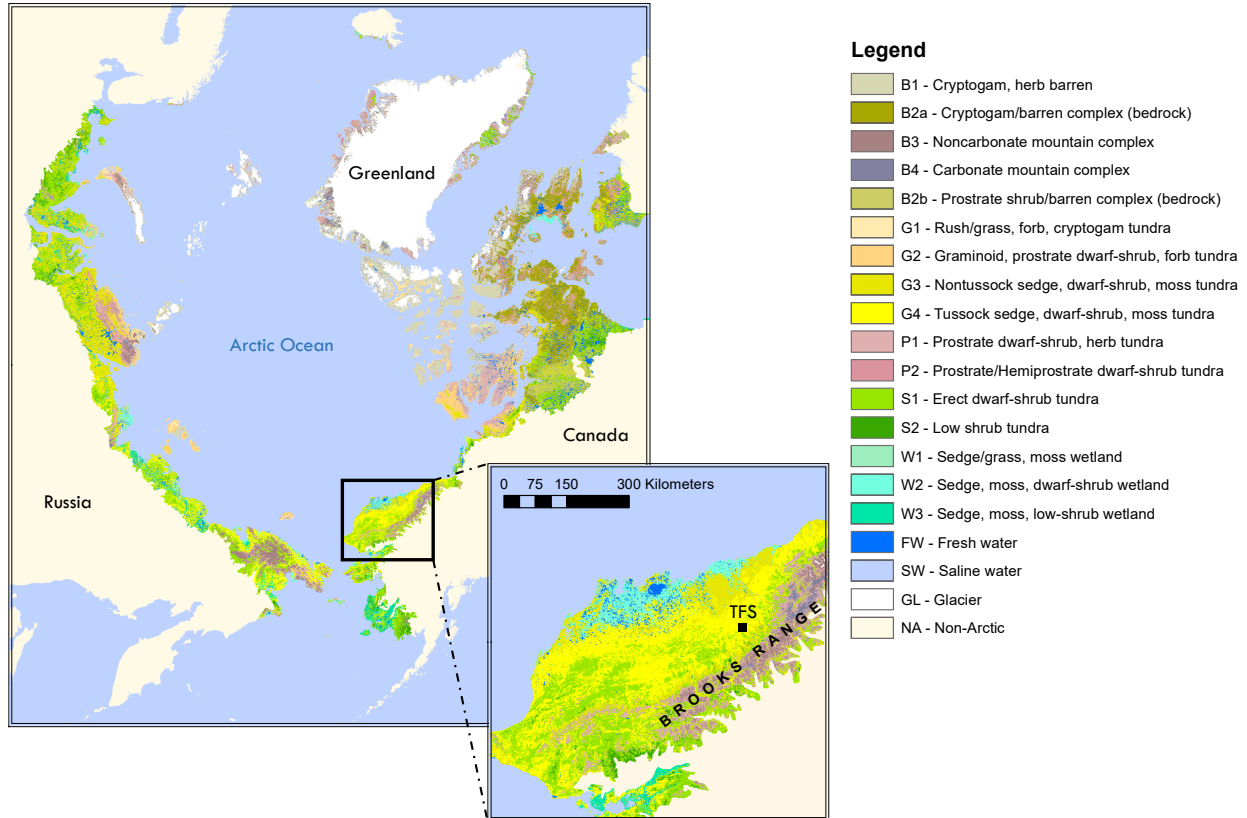 Greenland
Arctic Ocean
Canada
Russia
0 75 150 300 Kilometers
TFS
BROOKS RANGE
Legend
B1 - Cryptogam, herb barren
B2a - Cryptogam/barren complex (bedrock)
B3 - Noncarbonate mountain complex
B4 - Carbonate mountain complex
B2b - Prostrate shrub/barren complex (bedrock)
G1 - Rush/grass, forb, cryptogam tundra
G2 - Graminoid, prostrate dwarf-shrub, forb tundra
G3 - Nontussock sedge, dwarf-shrub, moss tundra
G4 - Tussock sedge, dwarf-shrub, moss tundra
P1 - Prostrate dwarf-shrub, herb tundra
P2 - Prostrate/Hemiprostrate dwarf-shrub tundra
S1 - Erect dwarf-shrub tundra
S2 - Low shrub tundra
W1 - Sedge/grass, moss wetland
W2 - Sedge, moss, dwarf-shrub wetland
W3 - Sedge, moss, low-shrub wetland
FW - Fresh water
SW - Saline water
GL - Glacier
NA - Non-Arctic